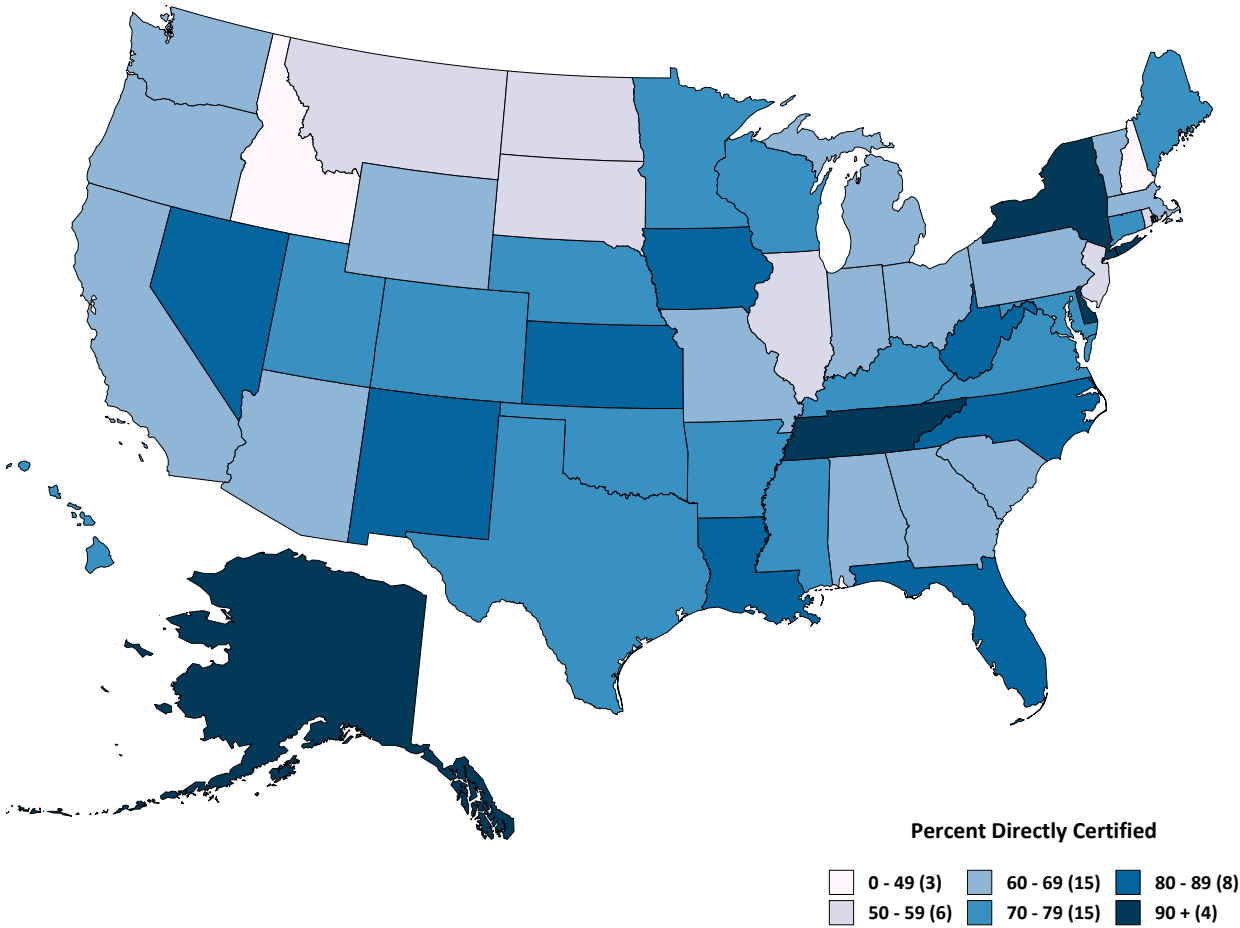 Percent Directly Certified
0 - 49 (3) 60 - 69 (15) 80 - 89 (8)
50 - 59 (6) 70 - 79 (15) 90 + (4)